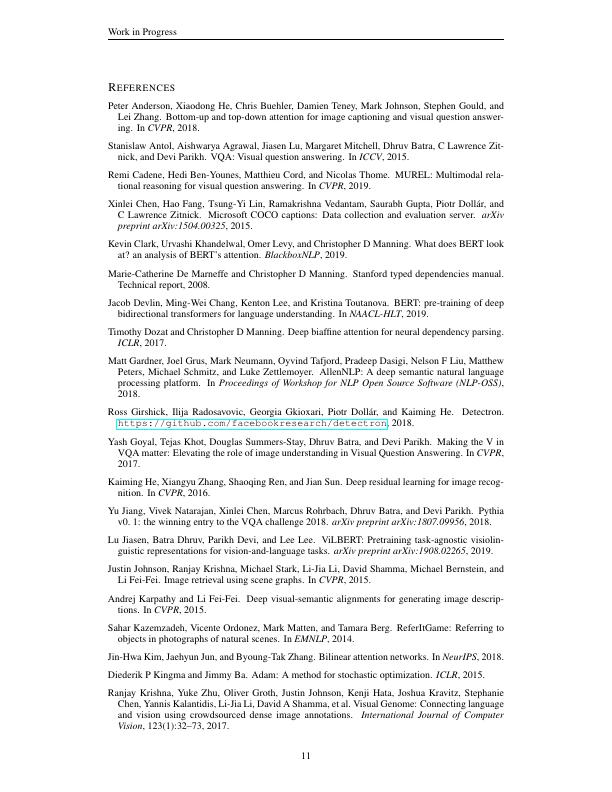 Work in Progress
REFERENCES
Peter Anderson, Xiaodong He, Chris Buehler, Damien Teney, Mark Johnson, Stephen Gould, and
Lei Zhang. Bottom-up and top-down attention for image captioning and visual question answer-
ing. In CVPR, 2018.
Stanislaw Antol, Aishwarya Agrawal, Jiasen Lu, Margaret Mitchell, Dhruv Batra, C Lawrence Zit-
nick, and Devi Parikh. VQA: Visual question answering. In ICCV, 2015.
Remi Cadene, Hedi Ben-Younes, Matthieu Cord, and Nicolas Thome. MUREL: Multimodal rela-
tional reasoning for visual question answering. In CVPR, 2019.
Xinlei Chen, Hao Fang, Tsung-Yi Lin, Ramakrishna Vedantam, Saurabh Gupta, Piotr Dollár, and
C Lawrence Zitnick. Microsoft COCO captions: Data collection and evaluation server. arXiv
preprint arXiv:1504.00325, 2015.
Kevin Clark, Urvashi Khandelwal, Omer Levy, and Christopher D Manning. What does BERT look
at? an analysis of BERT's attention. BlackboxNLP, 2019.
Marie-Catherine De Marneffe and Christopher D Manning. Stanford typed dependencies manual.
Technical report, 2008.
Jacob Devlin, Ming-Wei Chang, Kenton Lee, and Kristina Toutanova. BERT: pre-training of deep
bidirectional transformers for language understanding. In NAACL-HLT, 2019.
Timothy Dozat and Christopher D Manning. Deep biaffine attention for neural dependency parsing.
ICLR, 2017.
Matt Gardner, Joel Grus, Mark Neumann, Oyvind Tafjord, Pradeep Dasigi, Nelson F Liu, Matthew
Peters, Michael Schmitz, and Luke Zettlemoyer. AllenNLP: A deep semantic natural language
processing platform. In Proceedings of Workshop for NLP Open Source Software (NLP-OSS),
2018.
Ross Girshick, Ilija Radosavovic, Georgia Gkioxari, Piotr Dollár, and Kaiming He. Detectron.
https://github.com/facebookresearch/detectron, 2018.
Yash Goyal, Tejas Khot, Douglas Summers-Stay, Dhruv Batra, and Devi Parikh. Making the V in
VQA matter: Elevating the role of image understanding in Visual Question Answering. In CVPR,
2017.
Kaiming He, Xiangyu Zhang, Shaoqing Ren, and Jian Sun. Deep residual learning for image recog-
nition. In CVPR, 2016.
Yu Jiang, Vivek Natarajan, Xinlei Chen, Marcus Rohrbach, Dhruv Batra, and Devi Parikh. Pythia
v0. 1: the winning entry to the VQA challenge 2018. arXiv preprint arXiv:1807.09956, 2018.
Lu Jiasen, Batra Dhruv, Parikh Devi, and Lee Lee. ViLBERT: Pretraining task-agnostic visiolin-
guistic representations for vision-and-language tasks. arXiv preprint arXiv:1908.02265, 2019.
Justin Johnson, Ranjay Krishna, Michael Stark, Li-Jia Li, David Shamma, Michael Bernstein, and
Li Fei-Fei. Image retrieval using scene graphs. In CVPR, 2015.
Andrej Karpathy and Li Fei-Fei. Deep visual-semantic alignments for generating image descrip-
tions. In CVPR, 2015.
Sahar Kazemzadeh, Vicente Ordonez, Mark Matten, and Tamara Berg. ReferItGame: Referring to
objects in photographs of natural scenes. In EMNLP, 2014.
Jin-Hwa Kim, Jaehyun Jun, and Byoung-Tak Zhang. Bilinear attention networks. In NeurIPS, 2018.
Diederik P Kingma and Jimmy Ba. Adam: A method for stochastic optimization. ICLR, 2015.
Ranjay Krishna, Yuke Zhu, Oliver Groth, Justin Johnson, Kenji Hata, Joshua Kravitz, Stephanie
Chen, Yannis Kalantidis, Li-Jia Li, David A Shamma, et al. Visual Genome: Connecting language
and vision using crowdsourced dense image annotations. International Journal of Computer
Vision, 123(1):32–73, 2017.
11